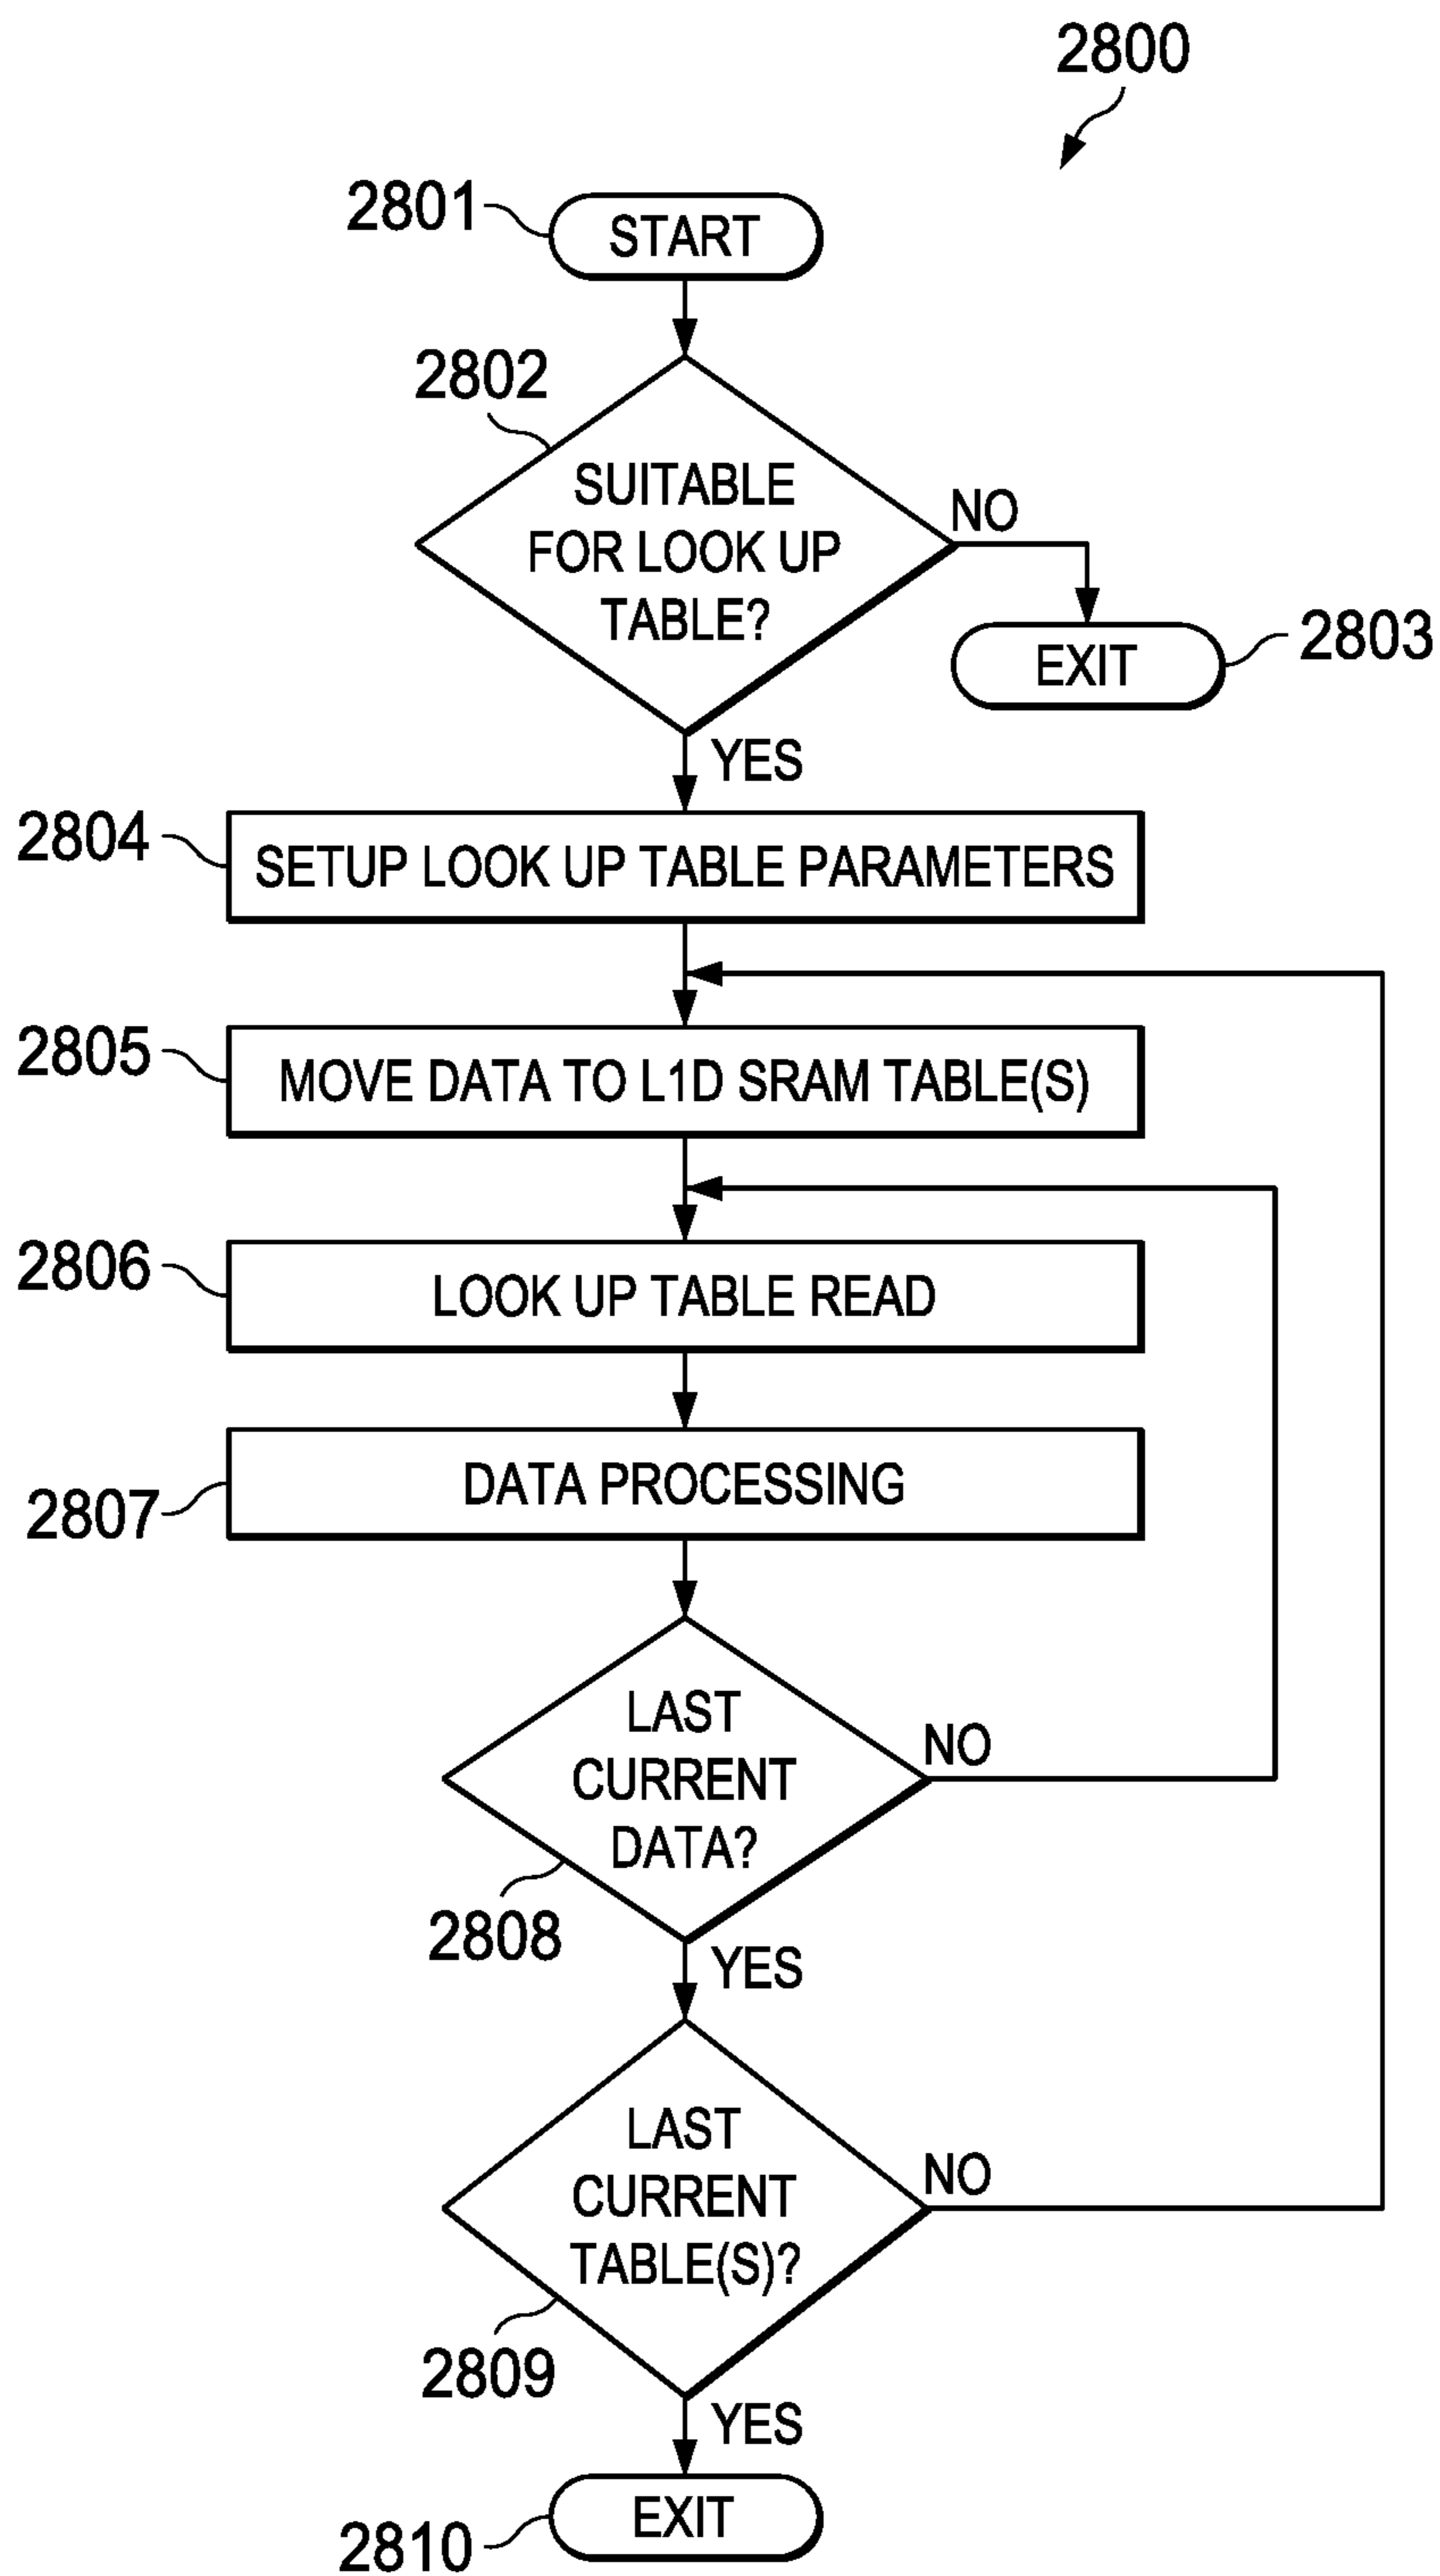 2800
2801
START
2802
SUITABLE
FOR LOOK UP
TABLE?
NO
2803
EXIT
YES
2804
SETUP LOOK UP TABLE PARAMETERS
2805
MOVE DATA TO L1D SRAM TABLE(S)
2806
LOOK UP TABLE READ
2807
DATA PROCESSING
LAST
CURRENT
DATA?
NO
2808
YES
LAST
CURRENT
TABLE(S)?
NO
2809
YES
EXIT
2810